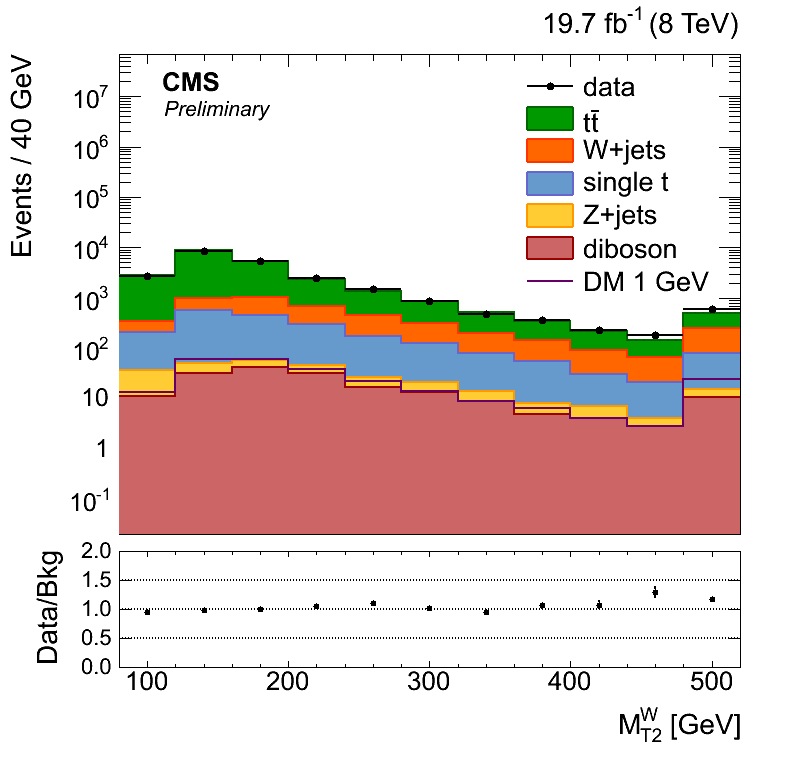 19.7 fb⁻¹ (8 TeV)
CMS
Preliminary
data
tt̄
W+jets
single t
Z+jets
diboson
DM 1 GeV
Events / 40 GeV
10⁷
10⁶
10⁵
10⁴
10³
10²
10
1
10⁻¹
Data/Bkg
2.0
1.5
1.0
0.5
0.0
100 200 300 400 500
M_T2^W [GeV]